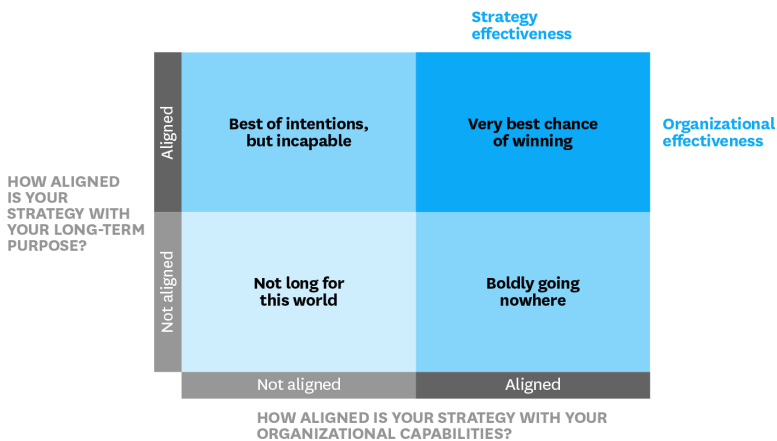 Strategy
effectiveness
Best of intentions,
but incapable
Very best chance
of winning
Organizational
effectiveness
Aligned
HOW ALIGNED
IS YOUR
STRATEGY WITH
YOUR LONG-TERM
PURPOSE?
Not aligned
Not long for
this world
Boldly going
nowhere
Not aligned
Aligned
HOW ALIGNED IS YOUR STRATEGY WITH YOUR
ORGANIZATIONAL CAPABILITIES?